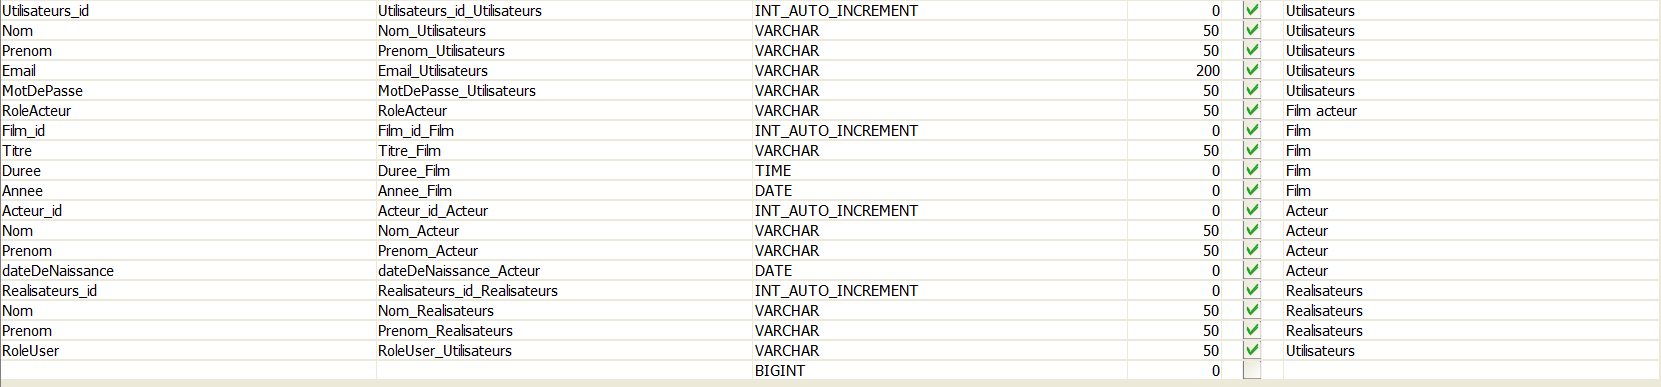 Utilisateurs_id Utilisateurs_id_Utilisateurs INT_AUTO_INCREMENT 0 Utilisateurs
Nom Nom_Utilisateurs VARCHAR 50 Utilisateurs
Prenom Prenom_Utilisateurs VARCHAR 50 Utilisateurs
Email Email_Utilisateurs VARCHAR 200 Utilisateurs
MotDePasse MotDePasse_Utilisateurs VARCHAR 50 Utilisateurs
RoleActeur RoleActeur VARCHAR 50 Film acteur
Film_id Film_id_Film INT_AUTO_INCREMENT 0 Film
Titre Titre_Film VARCHAR 50 Film
Duree Duree_Film TIME 0 Film
Annee Annee_Film DATE 0 Film
Acteur_id Acteur_id_Acteur INT_AUTO_INCREMENT 0 Acteur
Nom Nom_Acteur VARCHAR 50 Acteur
Prenom Prenom_Acteur VARCHAR 50 Acteur
dateDeNaissance dateDeNaissance_Acteur DATE 0 Acteur
Realisateurs_id Realisateurs_id_Realisateurs INT_AUTO_INCREMENT 0 Realisateurs
Nom Nom_Realisateurs VARCHAR 50 Realisateurs
Prenom Prenom_Realisateurs VARCHAR 50 Realisateurs
RoleUser RoleUser_Utilisateurs VARCHAR 50 Utilisateurs
BIGINT 0